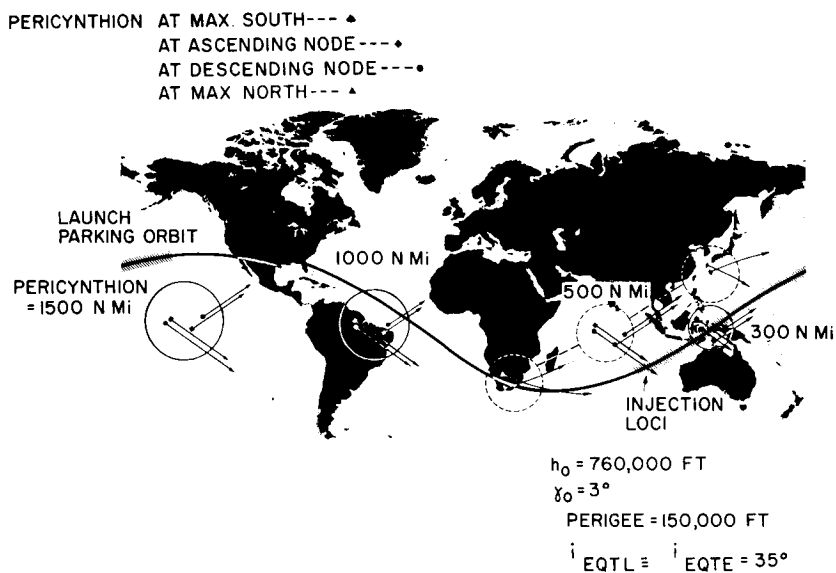 PERICYNTHION AT MAX. SOUTH---
AT ASCENDING NODE---
AT DESCENDING NODE---
AT MAX NORTH---
LAUNCH
PARKING ORBIT
1000 N Mi
PERICYNTHION
= 1500 N Mi
500 N Mi
300 N Mi
INJECTION
LOCI
h₀ = 760,000 FT
γ₀ = 3°
PERIGEE = 150,000 FT
i EQTL ≡ i EQTE = 35°